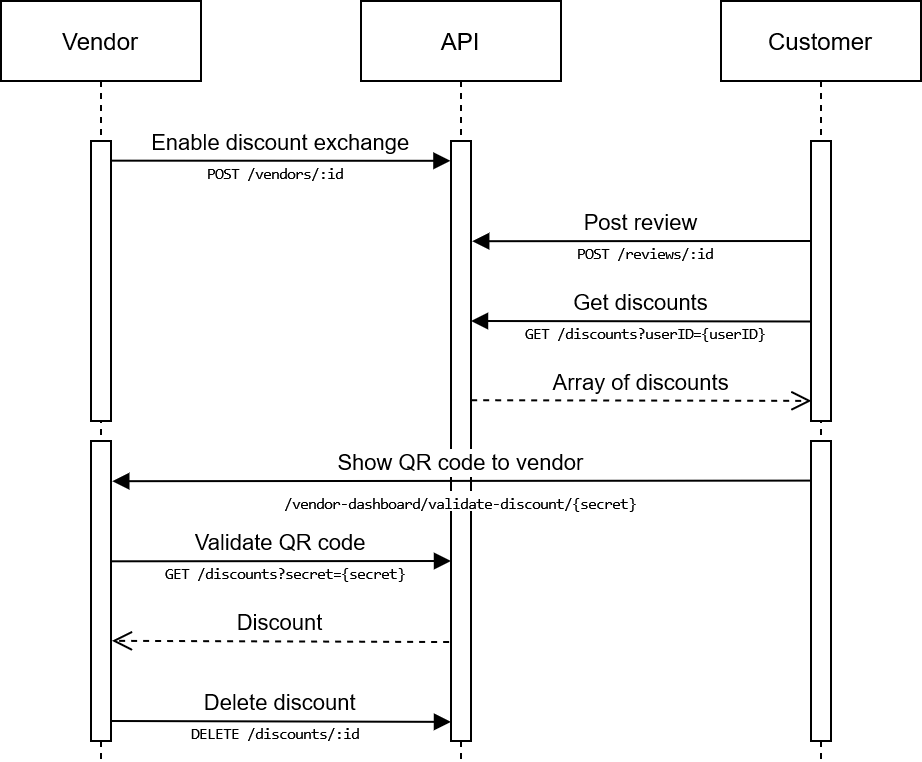 Vendor
API
Customer
Enable discount exchange
POST /vendors/:id
Post review
POST /reviews/:id
Get discounts
GET /discounts?userID={userID}
Array of discounts
Show QR code to vendor
/vendor-dashboard/validate-discount/{secret}
Validate QR code
GET /discounts?secret={secret}
Discount
Delete discount
DELETE /discounts/:id